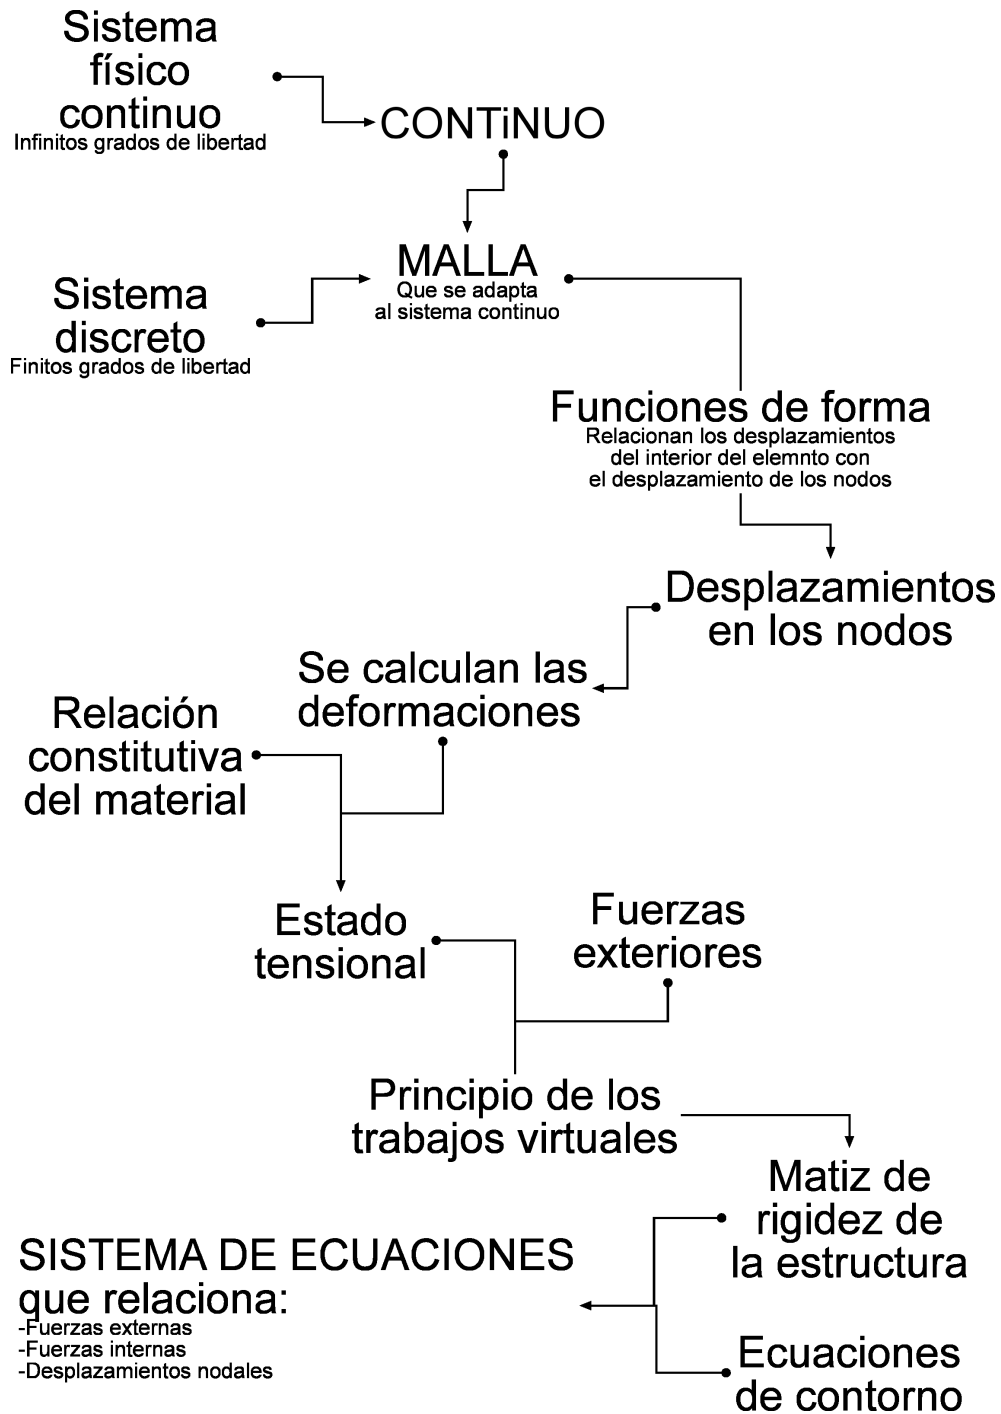 Sistema
físico
continuo
Infinitos grados de libertad
CONTiNUO
MALLA
Que se adapta
al sistema continuo
Sistema
discreto
Finitos grados de libertad
Funciones de forma
Relacionan los desplazamientos
del interior del elemnto con
el desplazamiento de los nodos
Desplazamientos
en los nodos
Se calculan las
deformaciones
Relación
constitutiva
del material
Estado
tensional
Fuerzas
exteriores
Principio de los
trabajos virtuales
Matiz de
rigidez de
la estructura
SISTEMA DE ECUACIONES
que relaciona:
-Fuerzas externas
-Fuerzas internas
-Desplazamientos nodales
Ecuaciones
de contorno